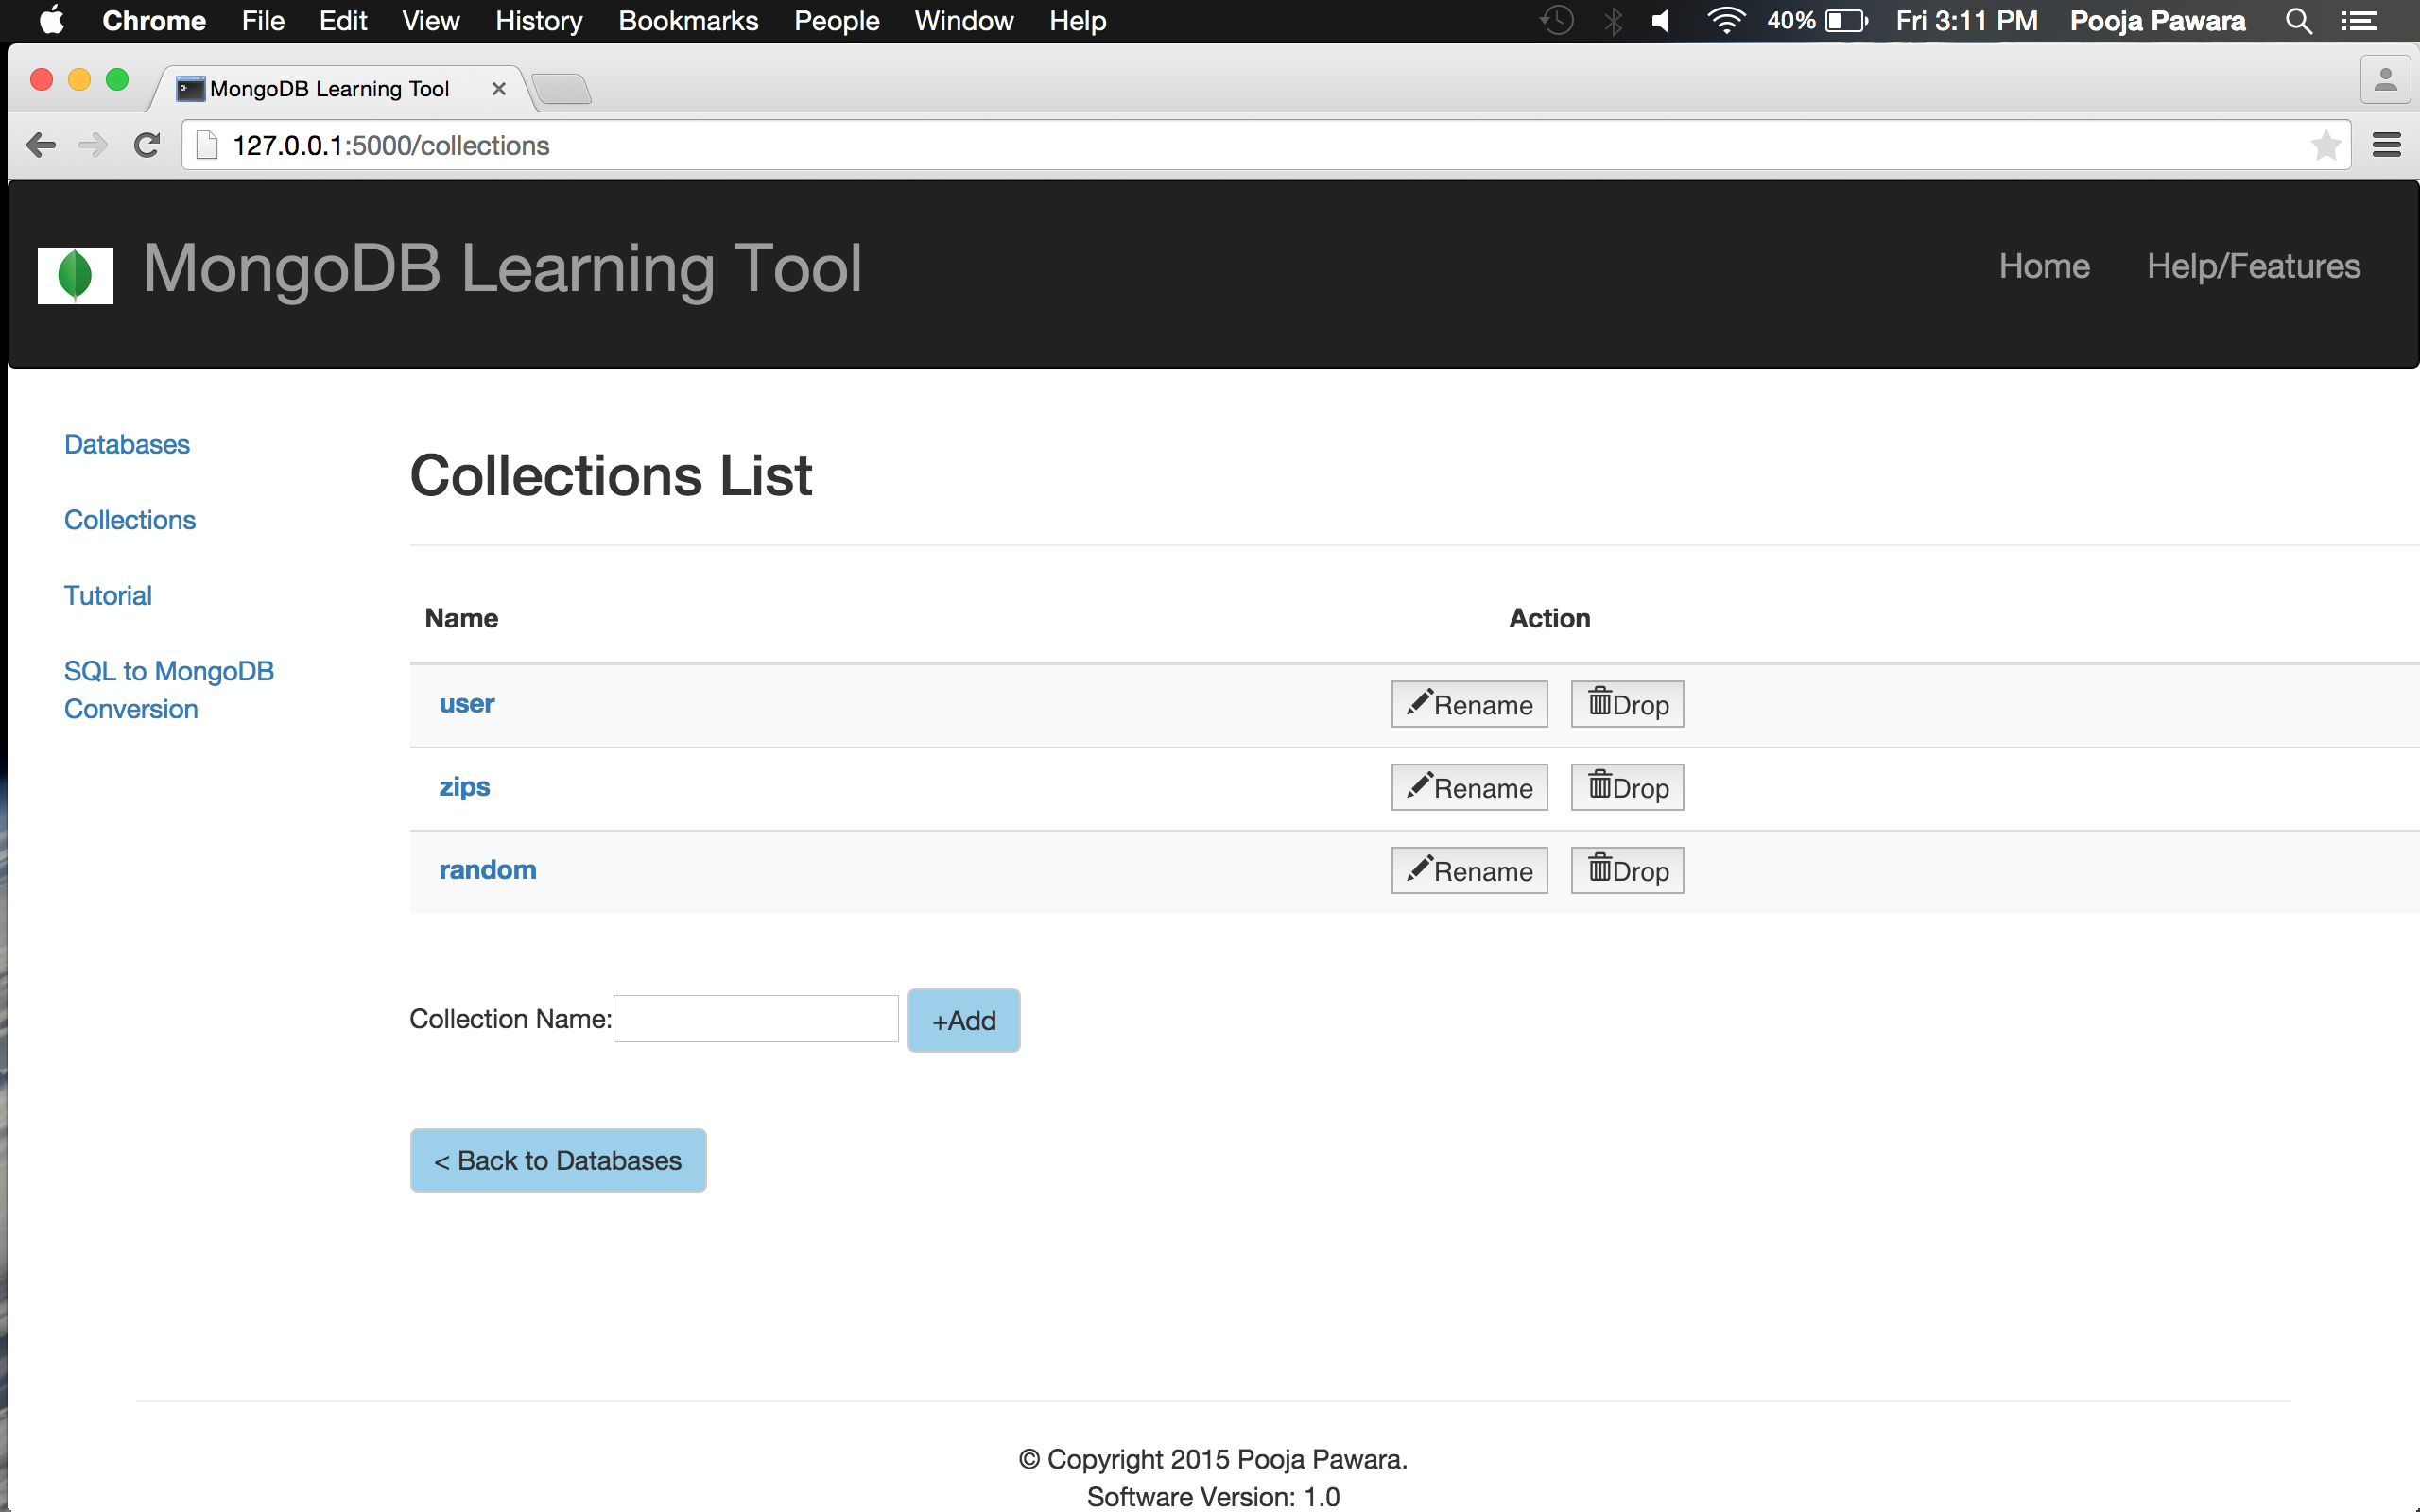 Chrome File Edit View History Bookmarks People Window Help 40% Fri 3:11 PM Pooja Pawara
MongoDB Learning Tool
127.0.0.1:5000/collections
MongoDB Learning Tool Home Help/Features
Databases
Collections
Tutorial
SQL to MongoDB
Conversion
Collections List
Name Action
user Rename Drop
zips Rename Drop
random Rename Drop
Collection Name: +Add
< Back to Databases
© Copyright 2015 Pooja Pawara.
Software Version: 1.0